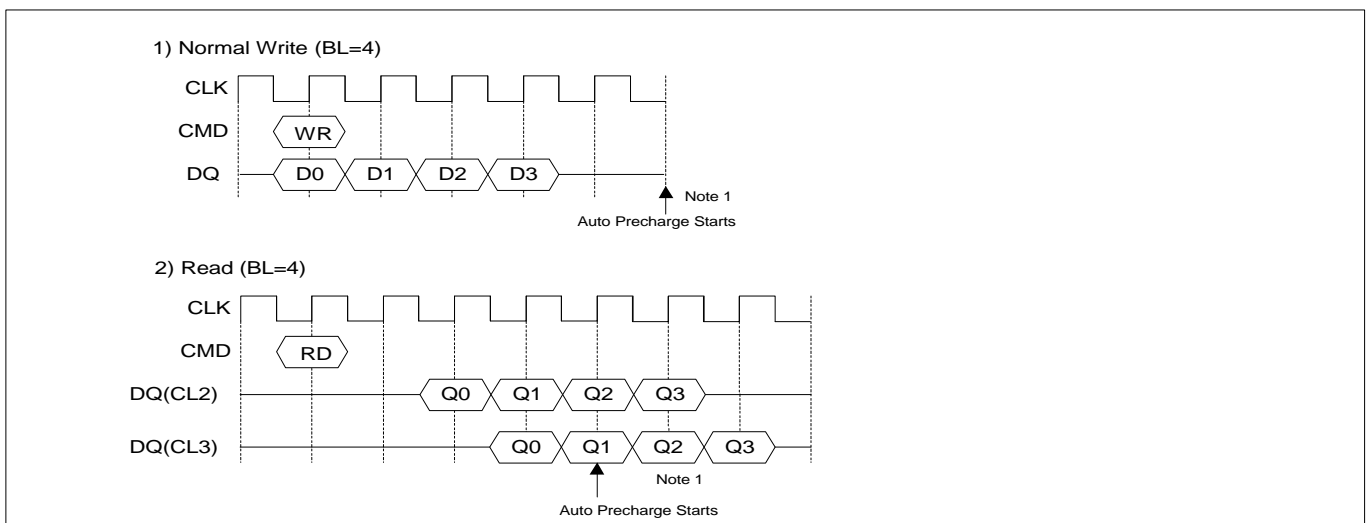 1) Normal Write (BL=4)
CLK
CMD WR
DQ D0 D1 D2 D3
Note 1
Auto Precharge Starts
2) Read (BL=4)
CLK
CMD RD
DQ(CL2) Q0 Q1 Q2 Q3
DQ(CL3) Q0 Q1 Q2 Q3
Note 1
Auto Precharge Starts